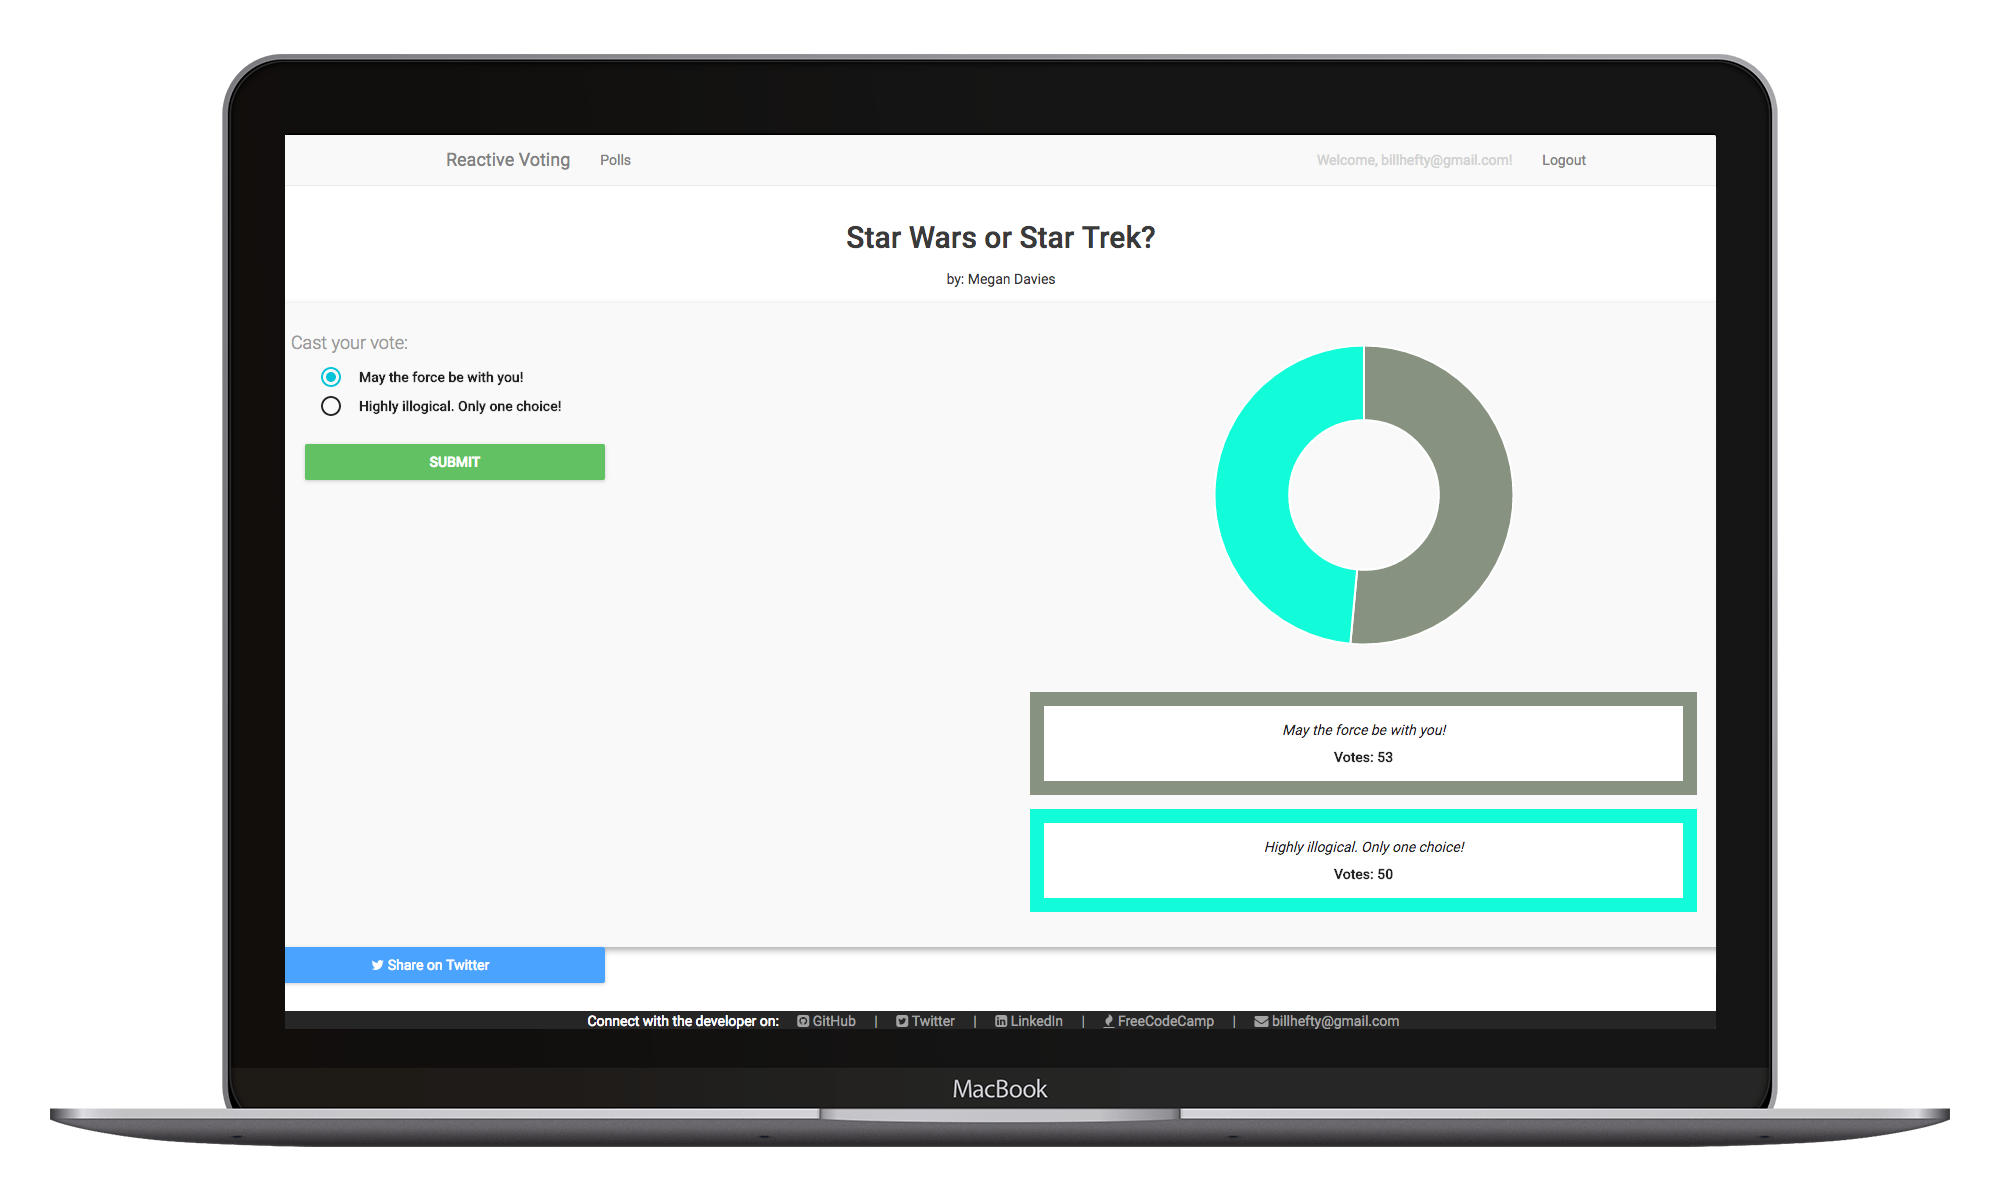 Reactive Voting Polls Welcome, billhefty@gmail.com! Logout
Star Wars or Star Trek?
by: Megan Davies
Cast your vote:
May the force be with you!
Highly illogical. Only one choice!
SUBMIT
May the force be with you!
Votes: 53
Highly illogical. Only one choice!
Votes: 50
Share on Twitter
Connect with the developer on: GitHub | Twitter | LinkedIn | FreeCodeCamp | billhefty@gmail.com
MacBook